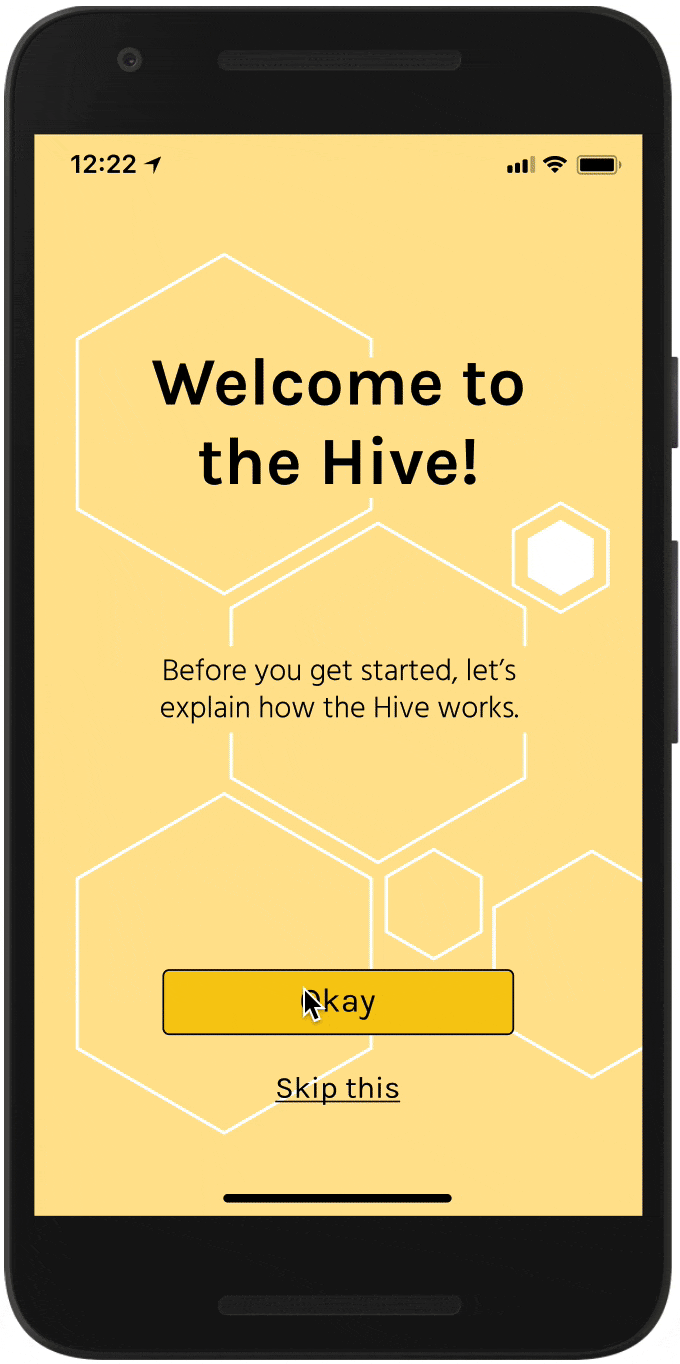 12:22
Welcome to
the Hive!
Before you get started, let’s
explain how the Hive works.
Okay
Skip this